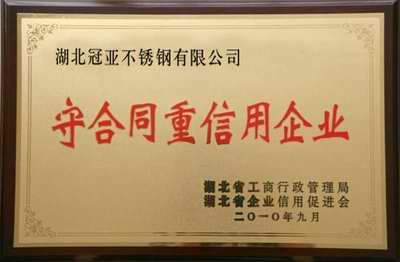 湖北冠亚不锈钢有限公司
守合同重信用企业
湖北省工商行政管理局
湖北省企业信用促进会
二〇一〇年九月